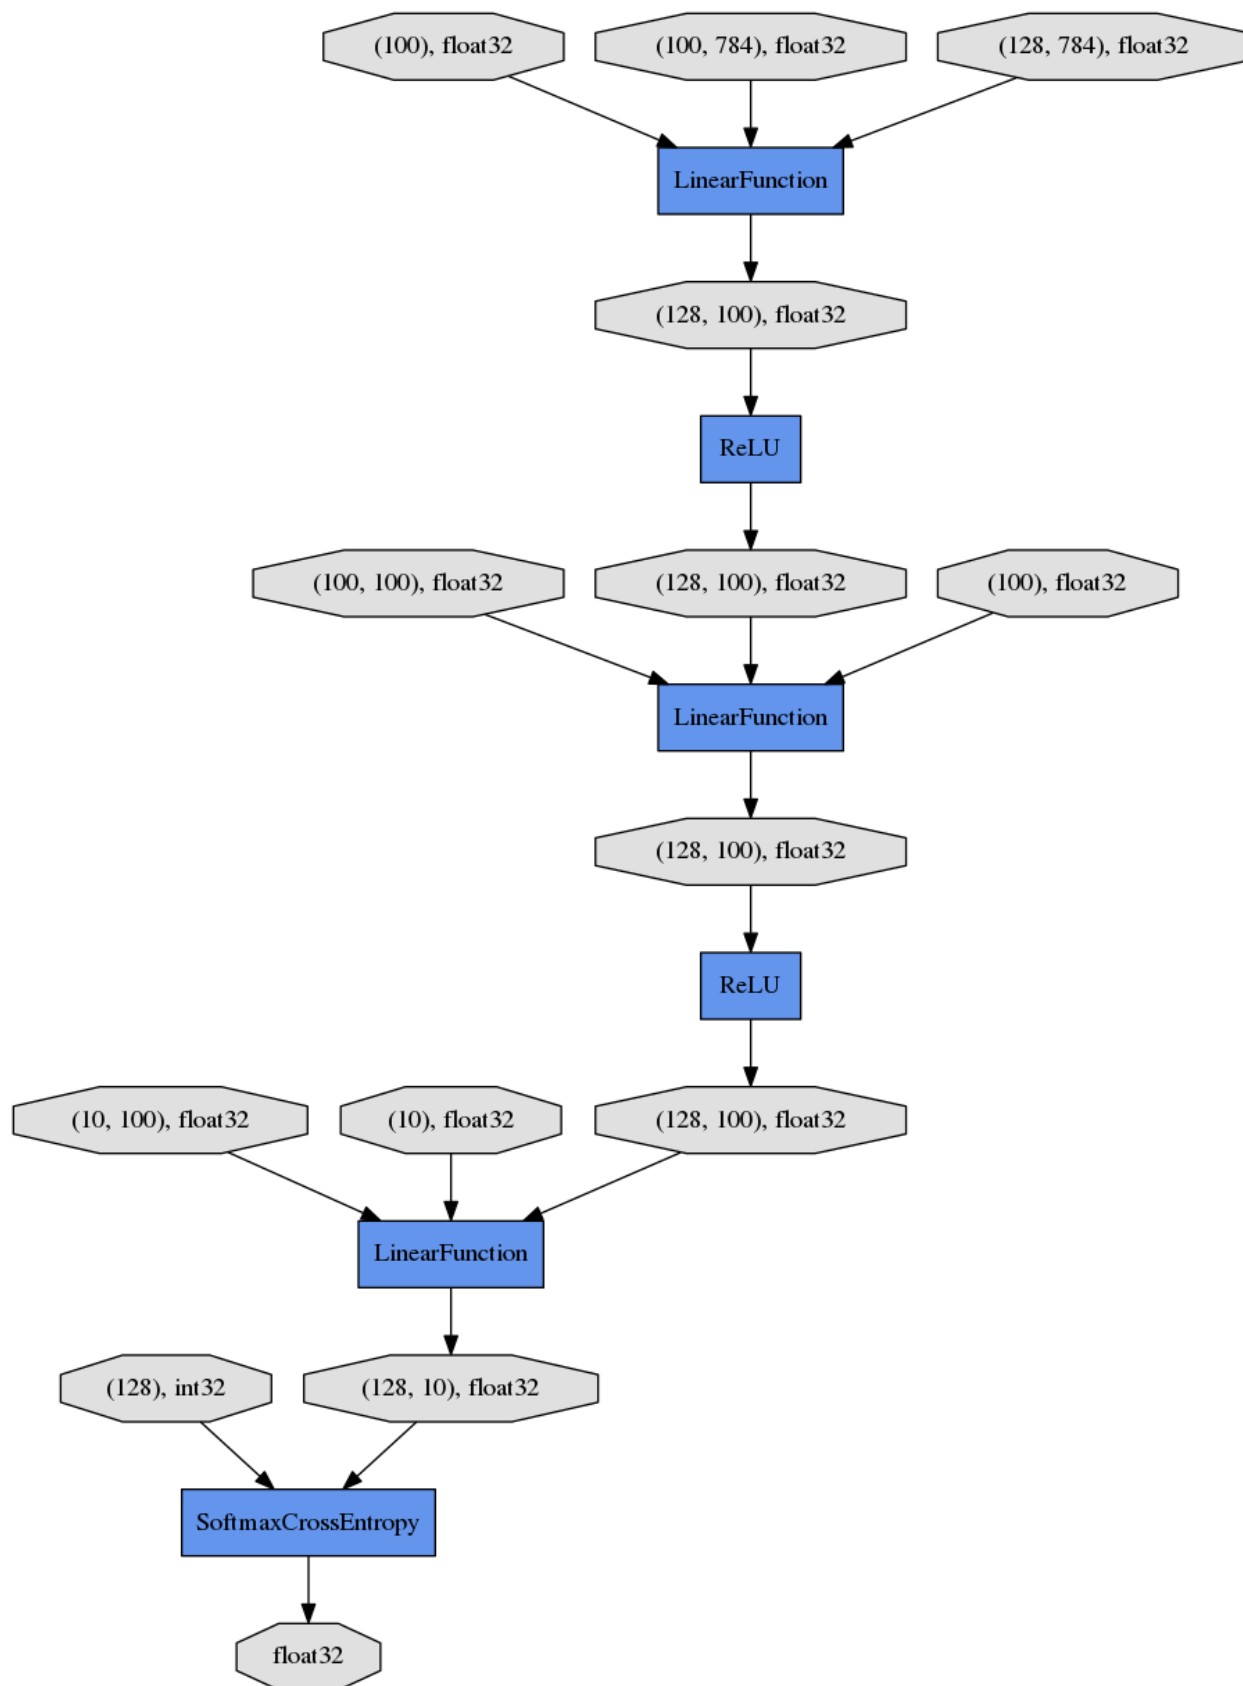 (100), float32
(100, 784), float32
(128, 784), float32
LinearFunction
(128, 100), float32
ReLU
(100, 100), float32
(128, 100), float32
(100), float32
LinearFunction
(128, 100), float32
ReLU
(10, 100), float32
(10), float32
(128, 100), float32
LinearFunction
(128), int32
(128, 10), float32
SoftmaxCrossEntropy
float32